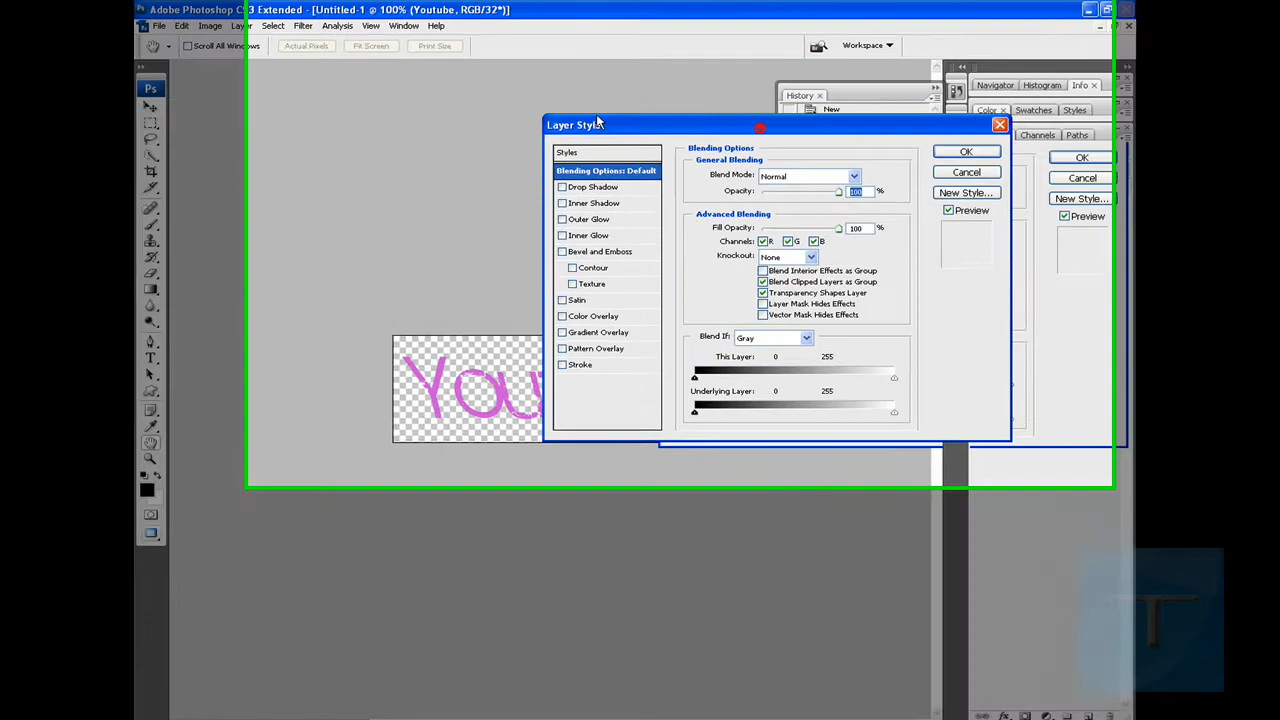 Adobe Photoshop CS3 Extended - [Untitled-1 @ 100% (Youtube, RGB/32*)]
File Edit Image Layer Select Filter Analysis View Window Help
Scroll All Windows Actual Pixels Fit Screen Print Size Workspace
Ps
Navigator Histogram Info x
History x
New
Color x Swatches Styles
Channels Paths
Layer Style
Styles
Blending Options: Default
Drop Shadow
Inner Shadow
Outer Glow
Inner Glow
Bevel and Emboss
Contour
Texture
Satin
Color Overlay
Gradient Overlay
Pattern Overlay
Stroke
Blending Options
General Blending
Blend Mode: Normal
Opacity: 100 %
Advanced Blending
Fill Opacity: 100 %
Channels: R G B
Knockout: None
Blend Interior Effects as Group
Blend Clipped Layers as Group
Transparency Shapes Layer
Layer Mask Hides Effects
Vector Mask Hides Effects
Blend If: Gray
This Layer: 0 255
Underlying Layer: 0 255
OK
Cancel
New Style...
Preview
OK
Cancel
New Style...
Preview
You
T